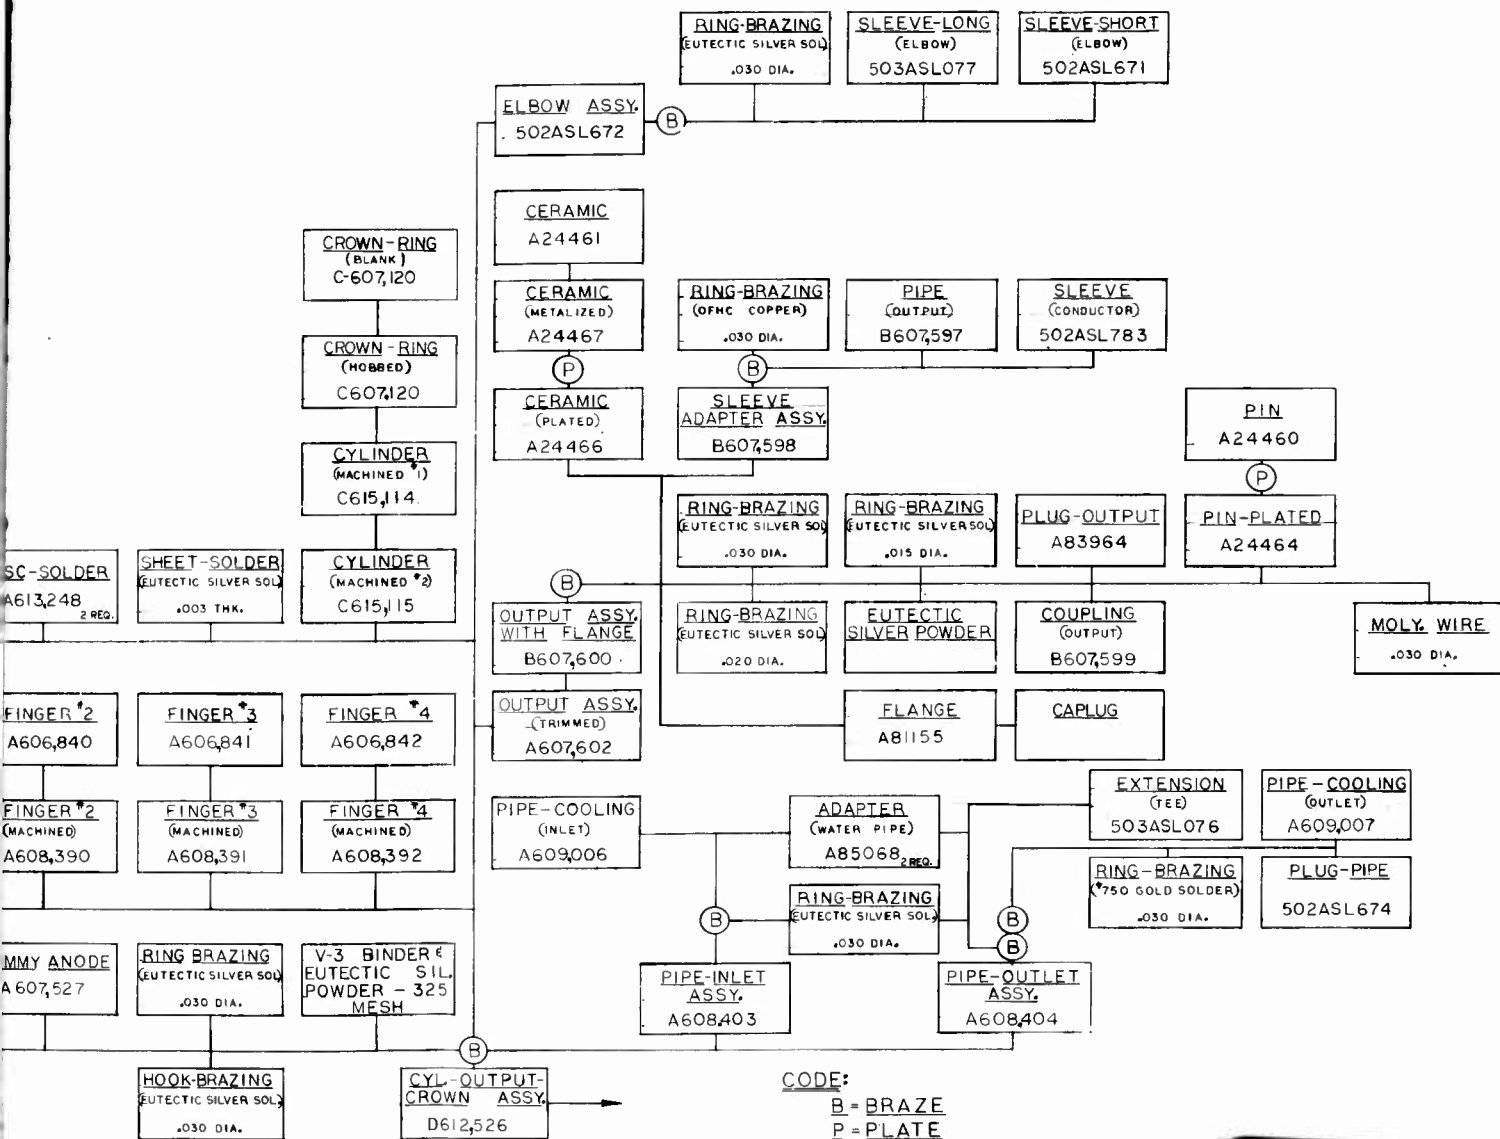 RING-BRAZING
(EUTECTIC SILVER SOL)
.030 DIA.
SLEEVE-LONG
(ELBOW)
503ASL077
SLEEVE-SHORT
(ELBOW)
502ASL671
ELBOW ASSY.
502ASL672
B
CERAMIC
A24461
CROWN-RING
(BLANK)
C-607,120
CERAMIC
(METALIZED)
A24467
RING-BRAZING
(OFHC COPPER)
.030 DIA.
PIPE
(OUTPUT)
B607,597
SLEEVE
(CONDUCTOR)
502ASL783
CROWN-RING
(HOBBED)
C607,120
P
B
CERAMIC
(PLATED)
A24466
SLEEVE
ADAPTER ASSY.
B607,598
PIN
A24460
CYLINDER
(MACHINED #1)
C615,114
P
RING-BRAZING
(EUTECTIC SILVER SOL)
.030 DIA.
RING-BRAZING
(EUTECTIC SILVER SOL)
.015 DIA.
PLUG-OUTPUT
A83964
PIN-PLATED
A24464
SC-SOLDER
A613,248
2 REQ.
SHEET-SOLDER
(EUTECTIC SILVER SOL)
.003 THK.
CYLINDER
(MACHINED #2)
C615,115
B
OUTPUT ASSY.
WITH FLANGE
B607,600
RING-BRAZING
(EUTECTIC SILVER SOL)
.020 DIA.
EUTECTIC
SILVER POWDER
COUPLING
(OUTPUT)
B607,599
MOLY. WIRE
.030 DIA.
FINGER #2
A606,840
FINGER #3
A606,841
FINGER #4
A606,842
OUTPUT ASSY.
(TRIMMED)
A607,602
FLANGE
A81155
CAPLUG
FINGER #2
(MACHINED)
A608,390
FINGER #3
(MACHINED)
A608,391
FINGER #4
(MACHINED)
A608,392
PIPE-COOLING
(INLET)
A609,006
ADAPTER
(WATER PIPE)
A85068
2 REQ.
EXTENSION
(TEE)
503ASL076
PIPE-COOLING
(OUTLET)
A609,007
RING-BRAZING
(EUTECTIC SILVER SOL)
.030 DIA.
RING-BRAZING
(#750 GOLD SOLDER)
.030 DIA.
PLUG-PIPE
502ASL674
B
B
B
MMY ANODE
A607,527
RING BRAZING
(EUTECTIC SILVER SOL)
.030 DIA.
V-3 BINDER &
EUTECTIC SIL.
POWDER - 325
MESH
PIPE-INLET
ASSY.
A608,403
PIPE-OUTLET
ASSY.
A608,404
B
HOOK-BRAZING
(EUTECTIC SILVER SOL)
.030 DIA.
CYL.-OUTPUT-
CROWN ASSY.
D612,526
CODE:
B = BRAZE
P = PLATE